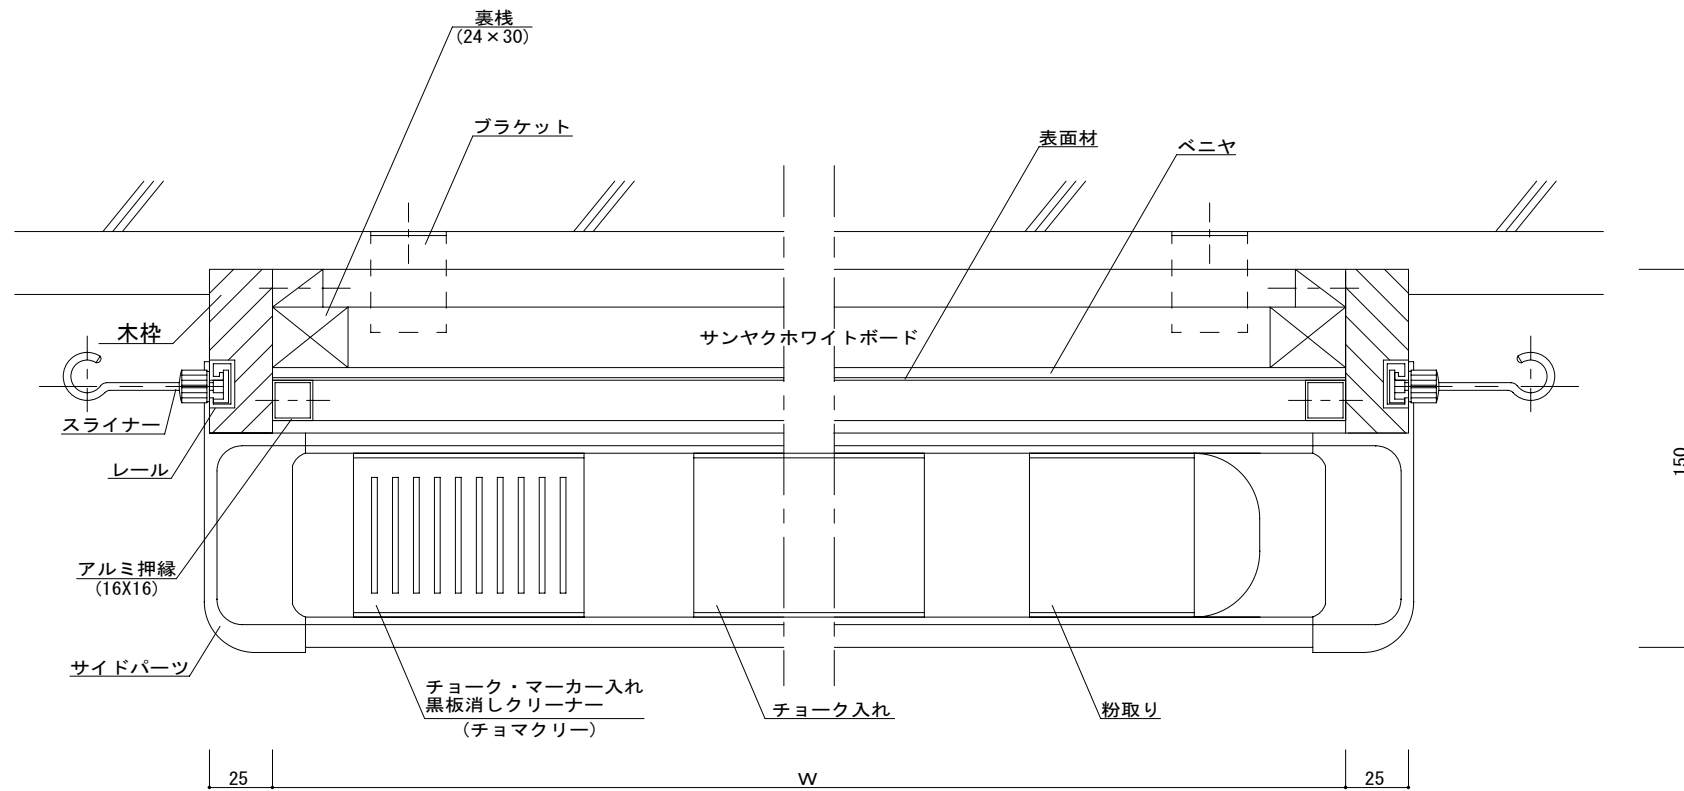 裏桟
(24×30)
ブラケット
表面材
ベニヤ
木枠
サンヤクホワイトボード
スライナー
レール
150
アルミ押縁
(16X16)
サイドパーツ
チョーク・マーカー入れ
黒板消しクリーナー
(チョマクリー)
チョーク入れ
粉取り
25
W
25